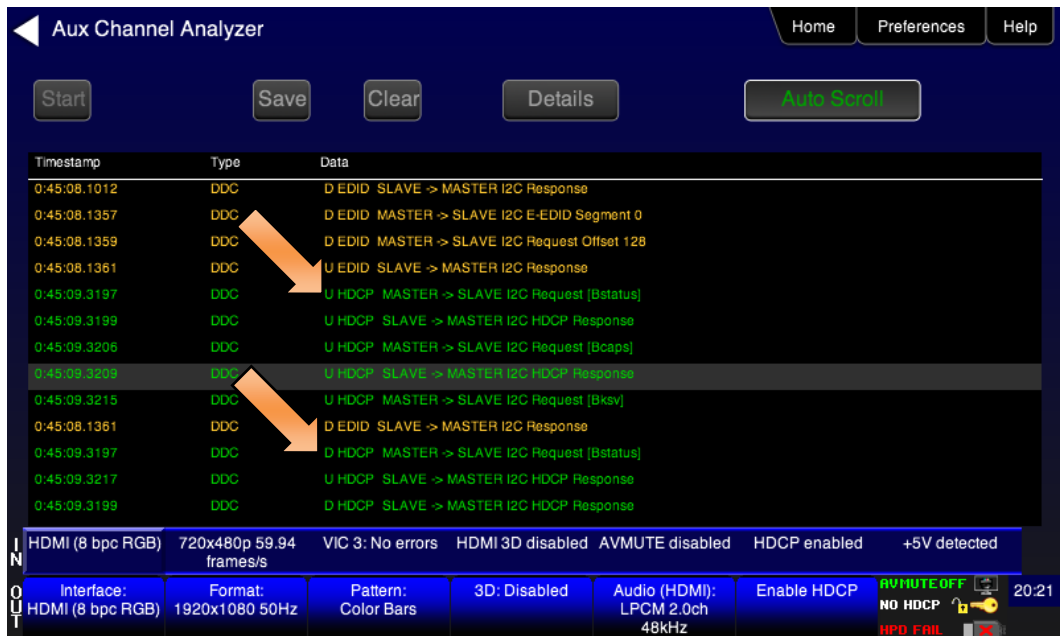 Aux Channel Analyzer
Home Preferences Help
Start Save Clear Details Auto Scroll
Timestamp Type Data
0:45:08.1012 DDC D EDID SLAVE -> MASTER I2C Response
0:45:08.1357 DDC D EDID MASTER -> SLAVE I2C E-EDID Segment 0
0:45:08.1359 DDC D EDID MASTER -> SLAVE I2C Request Offset 128
0:45:08.1361 DDC U EDID SLAVE -> MASTER I2C Response
0:45:09.3197 DDC U HDCP MASTER -> SLAVE I2C Request [Bstatus]
0:45:09.3199 DDC U HDCP SLAVE -> MASTER I2C HDCP Response
0:45:09.3206 DDC U HDCP MASTER -> SLAVE I2C Request [Bcaps]
0:45:09.3209 DDC U HDCP SLAVE -> MASTER I2C HDCP Response
0:45:09.3215 DDC U HDCP MASTER -> SLAVE I2C Request [Bksv]
0:45:08.1361 DDC D EDID SLAVE -> MASTER I2C Response
0:45:09.3197 DDC D HDCP MASTER -> SLAVE I2C Request [Bstatus]
0:45:09.3217 DDC U HDCP SLAVE -> MASTER I2C HDCP Response
0:45:09.3199 DDC D HDCP SLAVE -> MASTER I2C HDCP Response
IN
HDMI (8 bpc RGB) 720x480p 59.94 VIC 3: No errors HDMI 3D disabled AVMUTE disabled HDCP enabled +5V detected
frames/s
OUT
Interface: Format: Pattern: 3D: Disabled Audio (HDMI): Enable HDCP AVMUTE OFF
HDMI (8 bpc RGB) 1920x1080 50Hz Color Bars LPCM 2.0ch NO HDCP 20:21
48kHz HPD FAIL